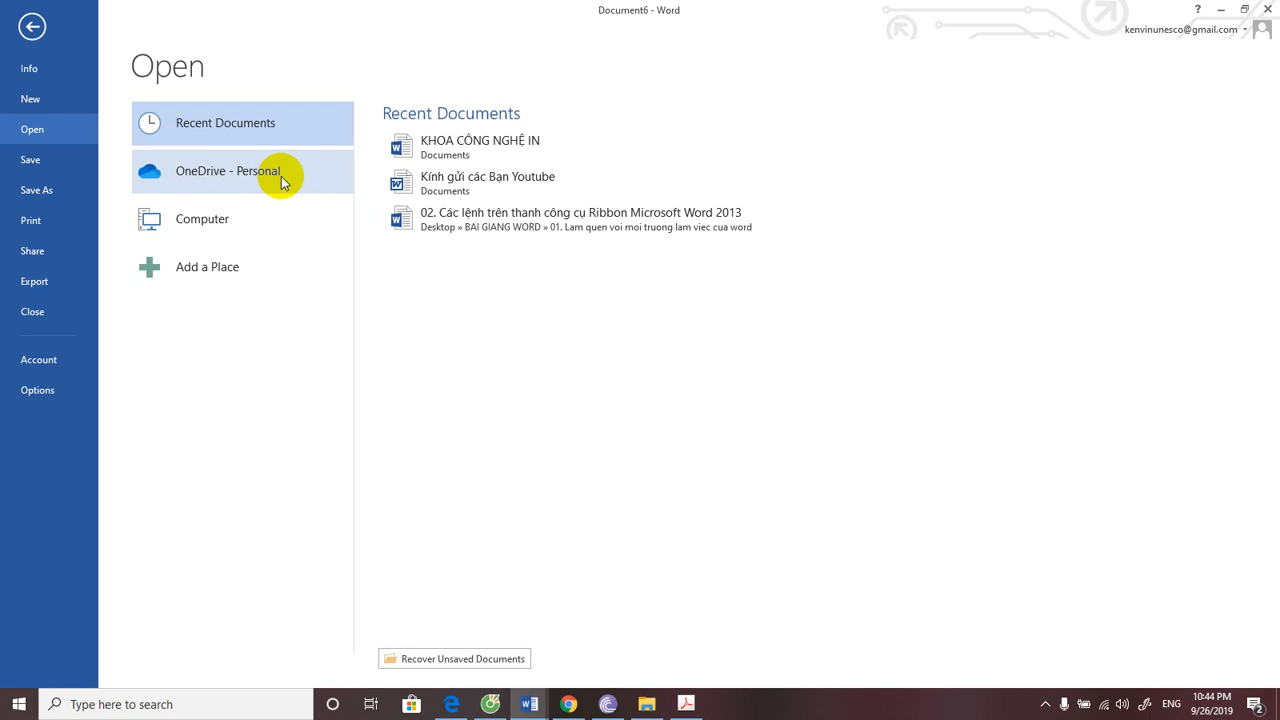 Document6 - Word
?
kenvinunesco@gmail.com
Open
Info
New
Open
Save
Save As
Print
Share
Export
Close
Account
Options
Recent Documents
OneDrive - Personal
Computer
Add a Place
Recent Documents
KHOA CÔNG NGHỆ IN
Documents
Kính gửi các Bạn Youtube
Documents
02. Các lệnh trên thanh công cụ Ribbon Microsoft Word 2013
Desktop » BAI GIANG WORD » 01. Lam quen voi moi truong lam viec cua word
Recover Unsaved Documents
Type here to search
ENG
10:44 PM
9/26/2019
2